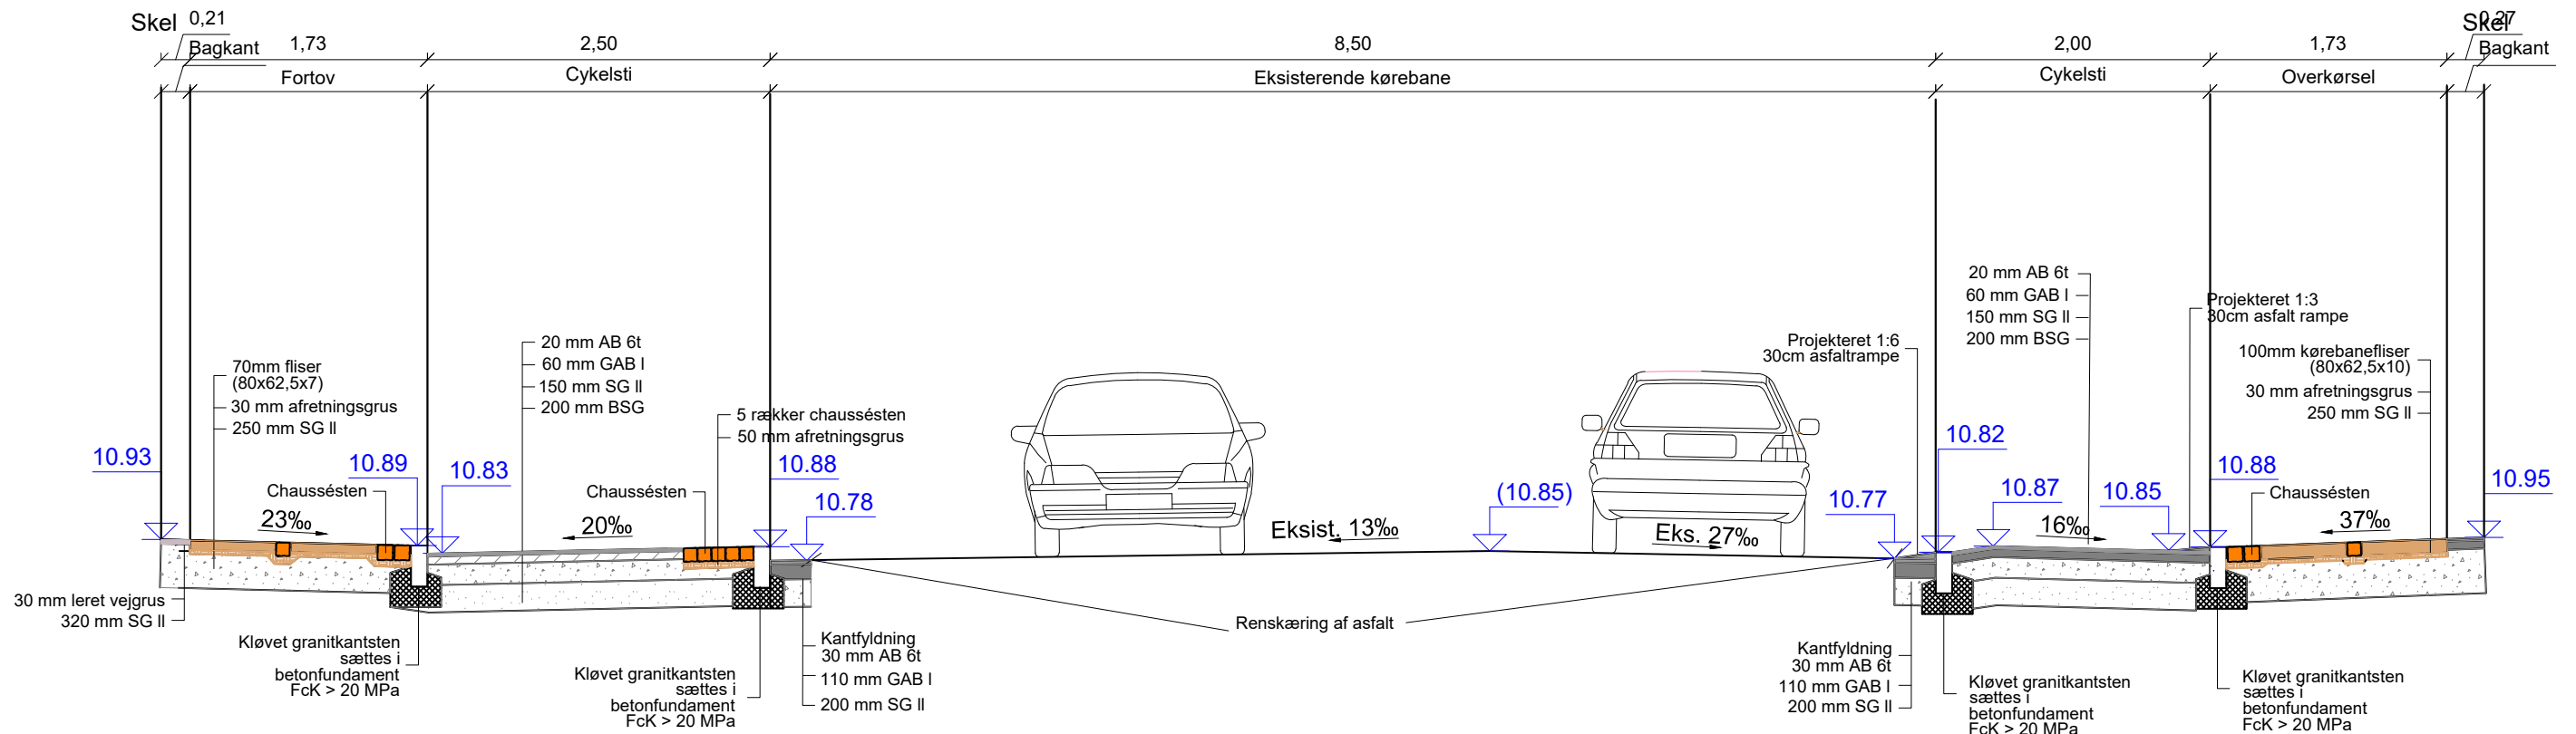 Skel
0,21
Bagkant
1,73
2,50
8,50
2,00
1,73
Skel
0,27
Bagkant
Fortov
Cykelsti
Eksisterende kørebane
Cykelsti
Overkørsel
70mm fliser
(80x62,5x7)
30 mm afretningsgrus
250 mm SG ll
20 mm AB 6t
60 mm GAB I
150 mm SG ll
200 mm BSG
5 rækker chaussésten
50 mm afretningsgrus
Projekteret 1:6
30cm asfaltrampe
20 mm AB 6t
60 mm GAB I
150 mm SG ll
200 mm BSG
Projekteret 1:3
30cm asfalt rampe
100mm kørebanefliser
(80x62,5x10)
30 mm afretningsgrus
250 mm SG ll
10.93
10.89
10.83
10.88
10.78
(10.85)
10.77
10.82
10.87
10.85
10.88
10.95
Chaussésten
Chaussésten
Chaussésten
23‰
20‰
Eksist. 13‰
Eks. 27‰
16‰
37‰
30 mm leret vejgrus
320 mm SG ll
Kløvet granitkantsten
sættes i
betonfundament
FcK > 20 MPa
Kløvet granitkantsten
sættes i
betonfundament
FcK > 20 MPa
Kantfyldning
30 mm AB 6t
110 mm GAB I
200 mm SG ll
Renskæring af asfalt
Kantfyldning
30 mm AB 6t
110 mm GAB I
200 mm SG ll
Kløvet granitkantsten
sættes i
betonfundament
FcK > 20 MPa
Kløvet granitkantsten
sættes i
betonfundament
FcK > 20 MPa